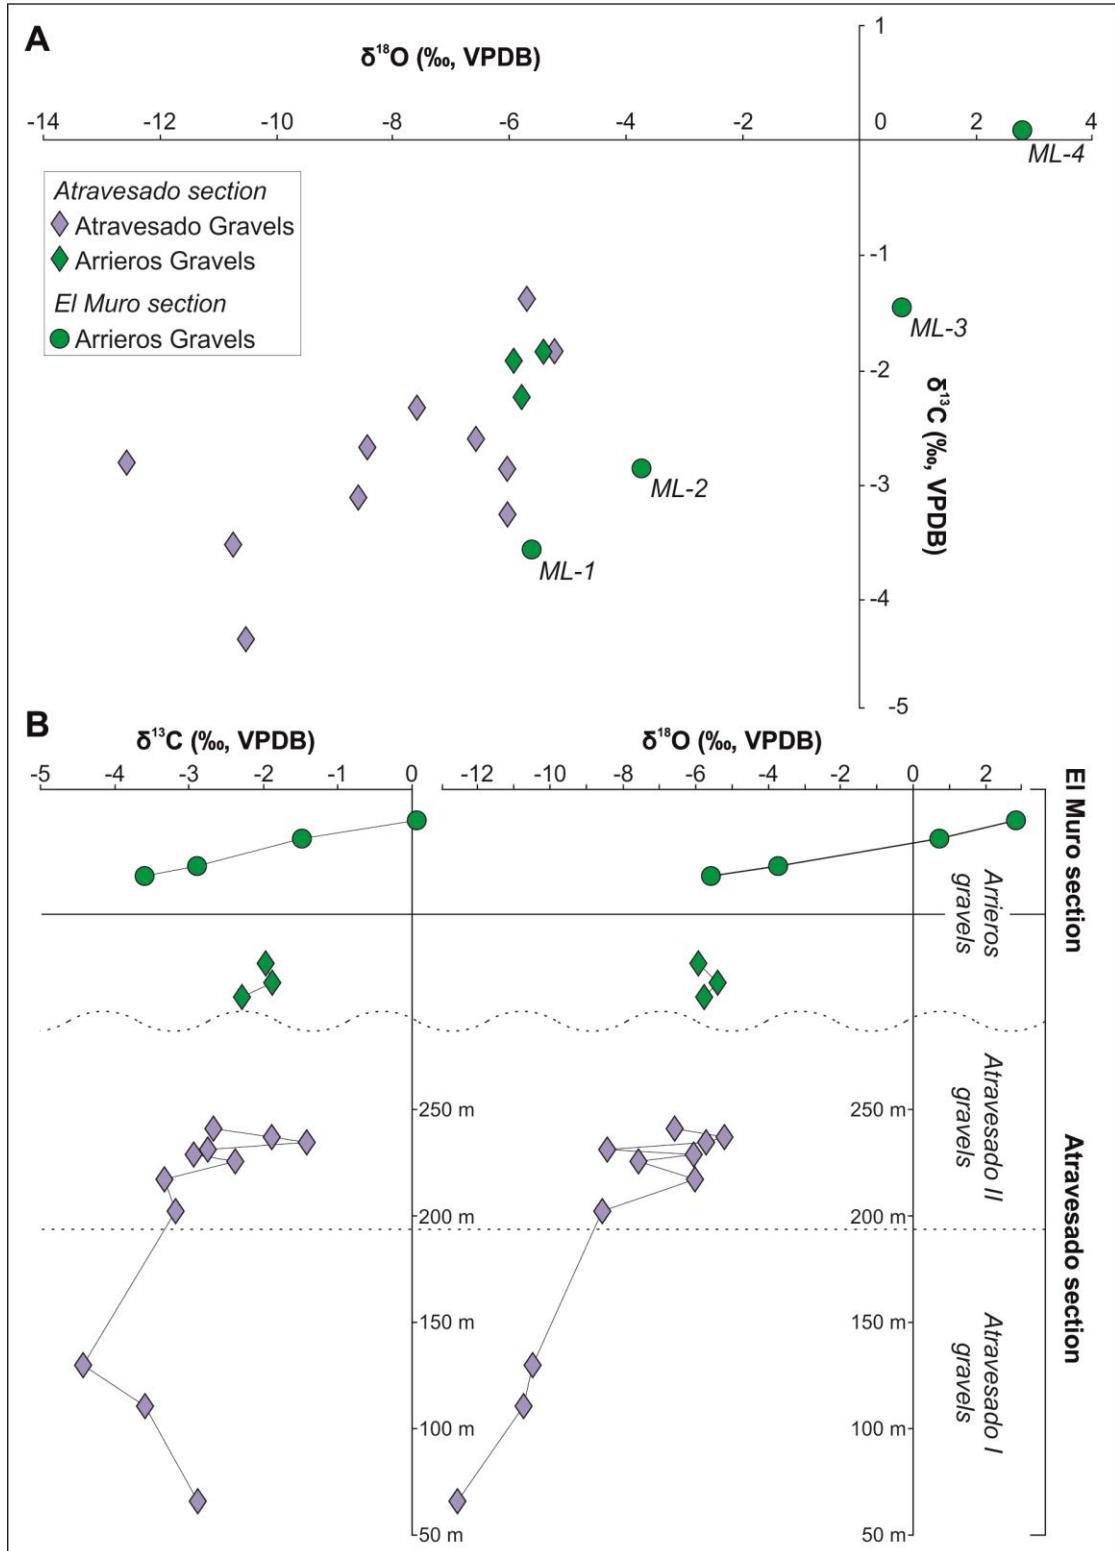 A
δ¹⁸O (‰, VPDB)
1
-14 -12 -10 -8 -6 -4 -2 0 2 4
ML-4
Atravesado section
Atravesado Gravels
Arrieros Gravels
El Muro section
Arrieros Gravels
-1
ML-3
-2
δ¹³C (‰, VPDB)
ML-2
-3
ML-1
-4
-5
B
δ¹³C (‰, VPDB)
δ¹⁸O (‰, VPDB)
-5 -4 -3 -2 -1 0
-12 -10 -8 -6 -4 -2 0 2
El Muro section
Arrieros
gravels
250 m
250 m
Atravesado II
gravels
200 m
200 m
Atravesado section
150 m
150 m
Atravesado I
gravels
100 m
100 m
50 m
50 m